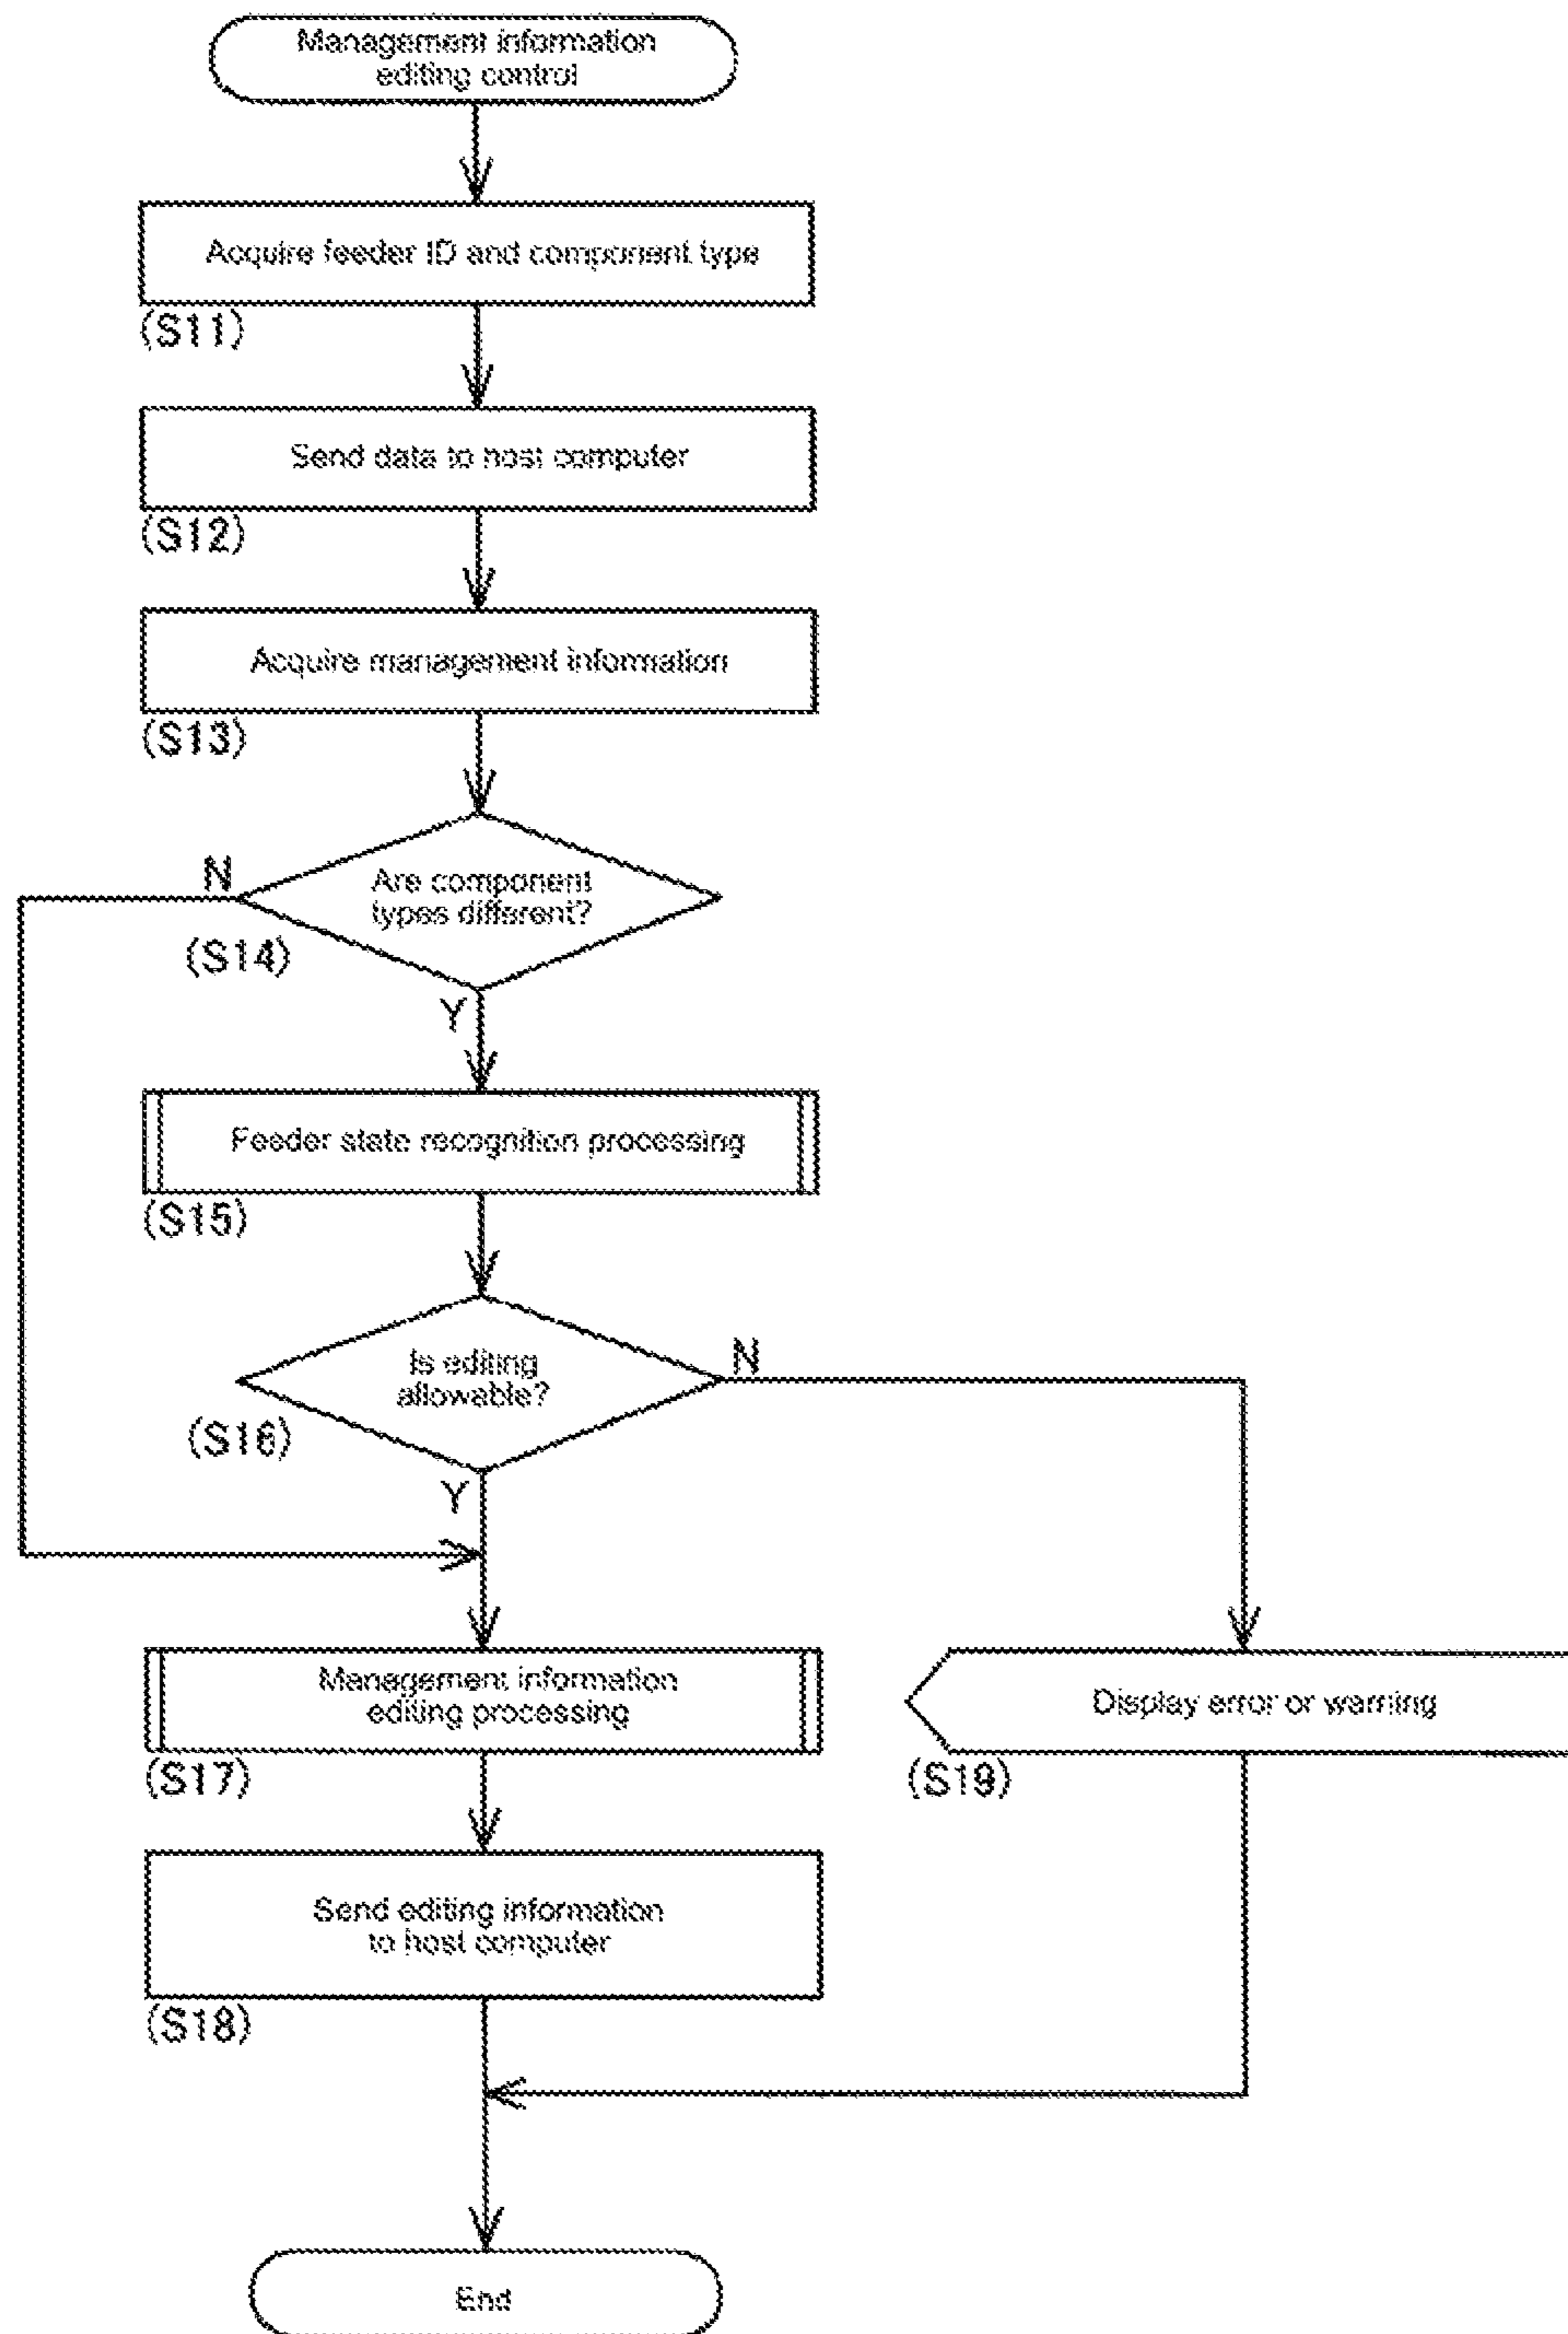 Management information
editing control
Acquire feeder ID and component type
(S11)
Send data to host computer
(S12)
Acquire management information
(S13)
N
Are component
types different?
(S14)
Y
Feeder state recognition processing
(S15)
Is editing
allowable?
N
(S16)
Y
Management information
editing processing
(S17)
Display error or warning
(S19)
Send editing information
to host computer
(S18)
End